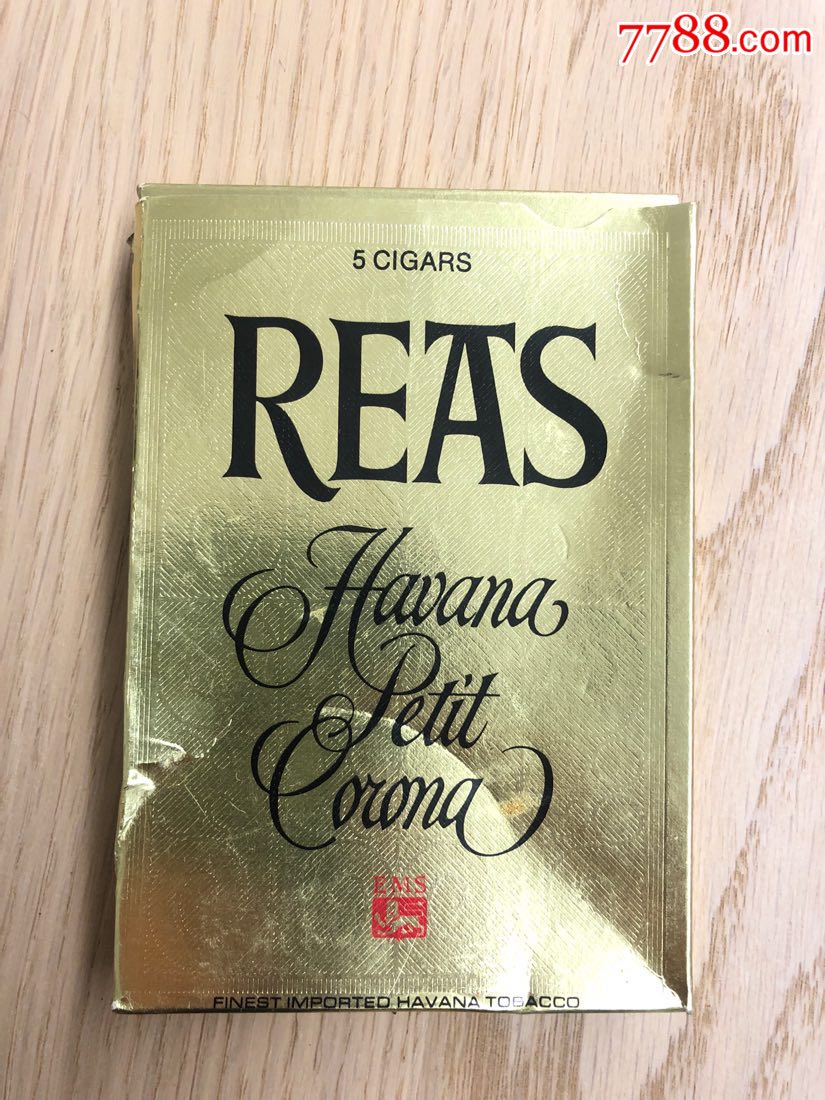 7788.com
5 CIGARS
REAS
Havana
Petit
Corona
EMS
FINEST IMPORTED HAVANA TOBACCO